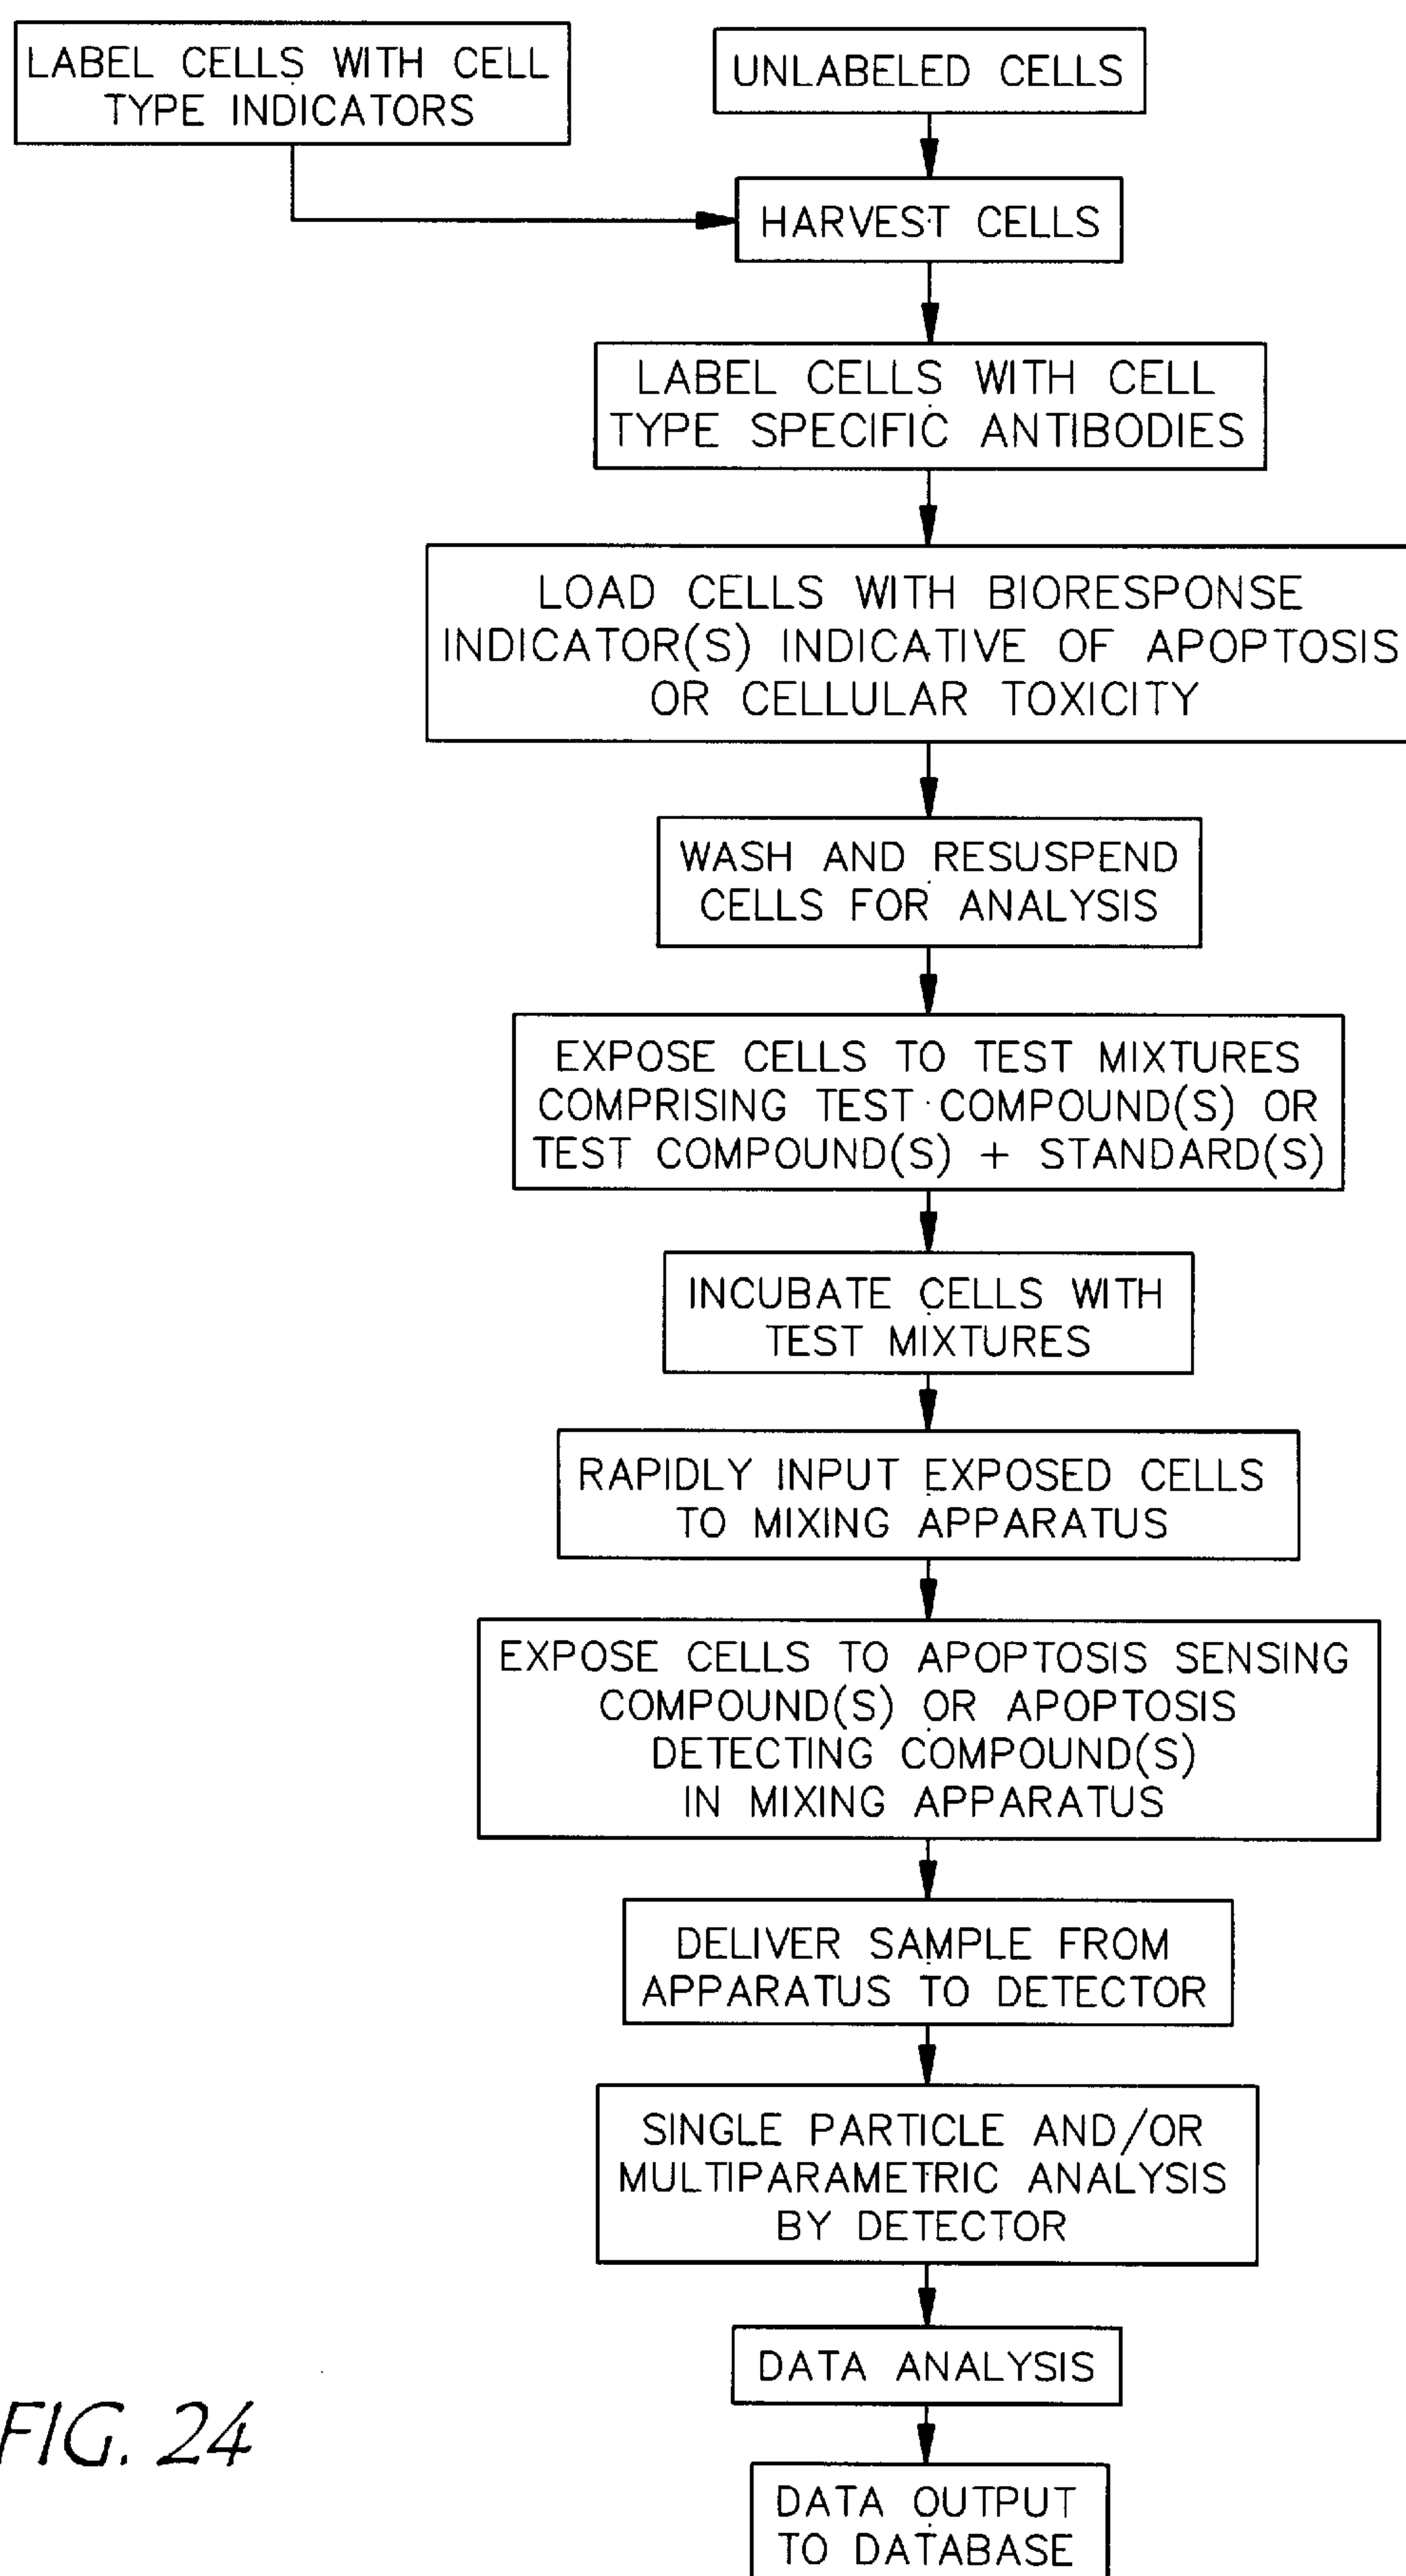 LABEL CELLS WITH CELL
TYPE INDICATORS
UNLABELED CELLS
HARVEST CELLS
LABEL CELLS WITH CELL
TYPE SPECIFIC ANTIBODIES
LOAD CELLS WITH BIORESPONSE
INDICATOR(S) INDICATIVE OF APOPTOSIS
OR CELLULAR TOXICITY
WASH AND RESUSPEND
CELLS FOR ANALYSIS
EXPOSE CELLS TO TEST MIXTURES
COMPRISING TEST COMPOUND(S) OR
TEST COMPOUND(S) + STANDARD(S)
INCUBATE CELLS WITH
TEST MIXTURES
RAPIDLY INPUT EXPOSED CELLS
TO MIXING APPARATUS
EXPOSE CELLS TO APOPTOSIS SENSING
COMPOUND(S) OR APOPTOSIS
DETECTING COMPOUND(S)
IN MIXING APPARATUS
DELIVER SAMPLE FROM
APPARATUS TO DETECTOR
SINGLE PARTICLE AND/OR
MULTIPARAMETRIC ANALYSIS
BY DETECTOR
DATA ANALYSIS
DATA OUTPUT
TO DATABASE
FIG. 24